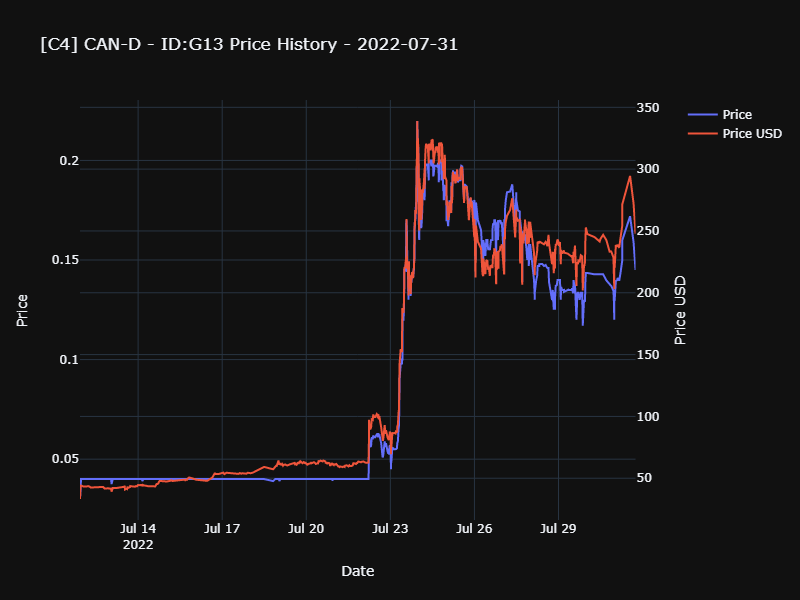 [C4] CAN-D - ID:G13 Price History - 2022-07-31
Price
Price USD
0.2
0.15
0.1
0.05
Price
350
300
250
200
150
100
50
Price USD
Jul 14
2022
Jul 17
Jul 20
Jul 23
Jul 26
Jul 29
Date